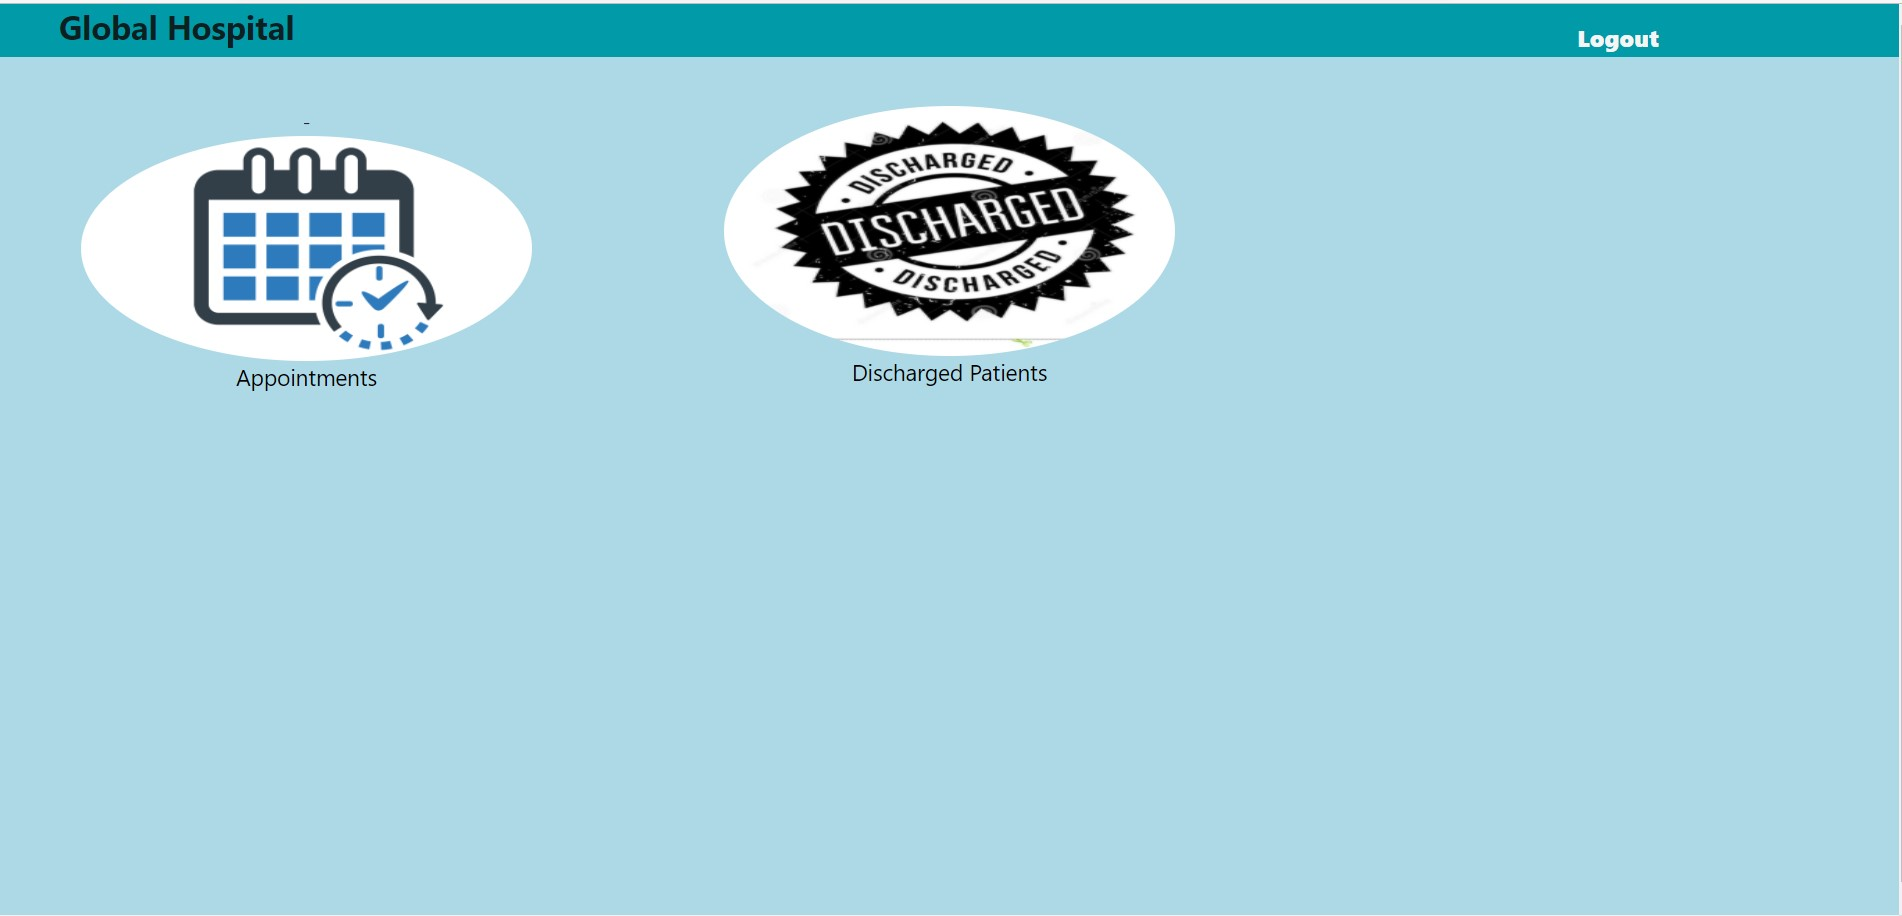 Global Hospital
Logout
-
DISCHARGED
DISCHARGED
DISCHARGED
Appointments
Discharged Patients